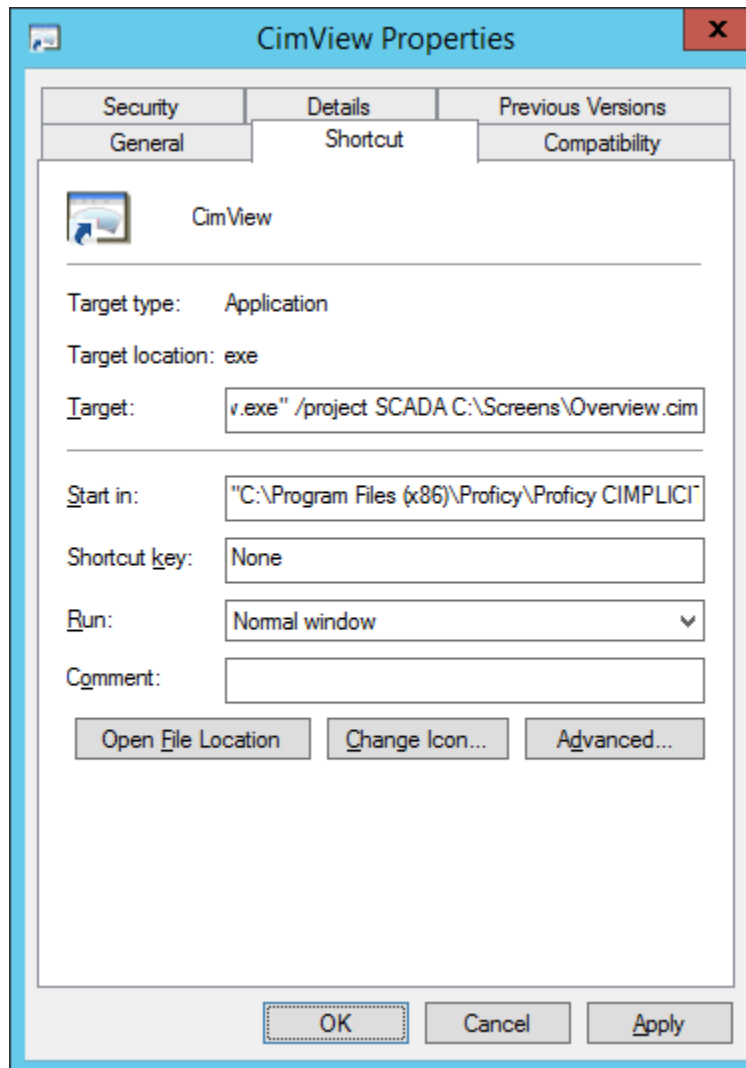 CimView Properties
x
Security Details Previous Versions
General Shortcut Compatibility
CimView
Target type: Application
Target location: exe
Target: v.exe" /project SCADA C:\Screens\Overview.cim
Start in: "C:\Program Files (x86)\Proficy\Proficy CIMPLICIT
Shortcut key: None
Run: Normal window
Comment:
Open File Location Change Icon... Advanced...
OK Cancel Apply